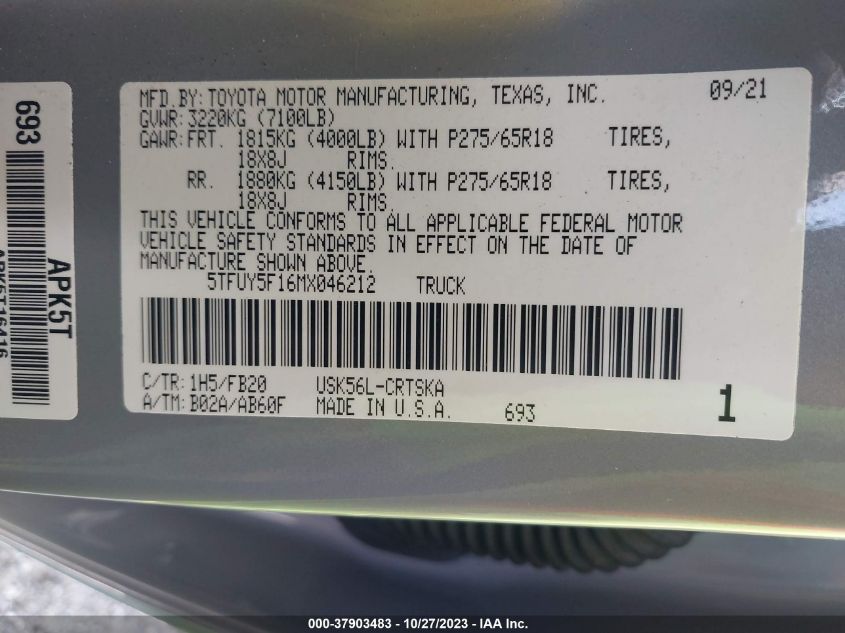 MFD.BY:TOYOTA MOTOR MANUFACTURING, TEXAS, INC. 09/21
GVWR:3220KG (7100LB)
GAWR:FRT. 1815KG (4000LB) WITH P275/65R18 TIRES,
18X8J RIMS.
RR. 1880KG (4150LB) WITH P275/65R18 TIRES,
18X8J RIMS.
THIS VEHICLE CONFORMS TO ALL APPLICABLE FEDERAL MOTOR
VEHICLE SAFETY STANDARDS IN EFFECT ON THE DATE OF
MANUFACTURE SHOWN ABOVE.
5TFUY5F16MX046212 TRUCK
C/TR:1H5/FB20 USK56L-CRTSKA
A/TM:B02A/AB60F MADE IN U.S.A. 693 1
693
APK5T
APK5T16416
000-37903483 - 10/27/2023 - IAA Inc.